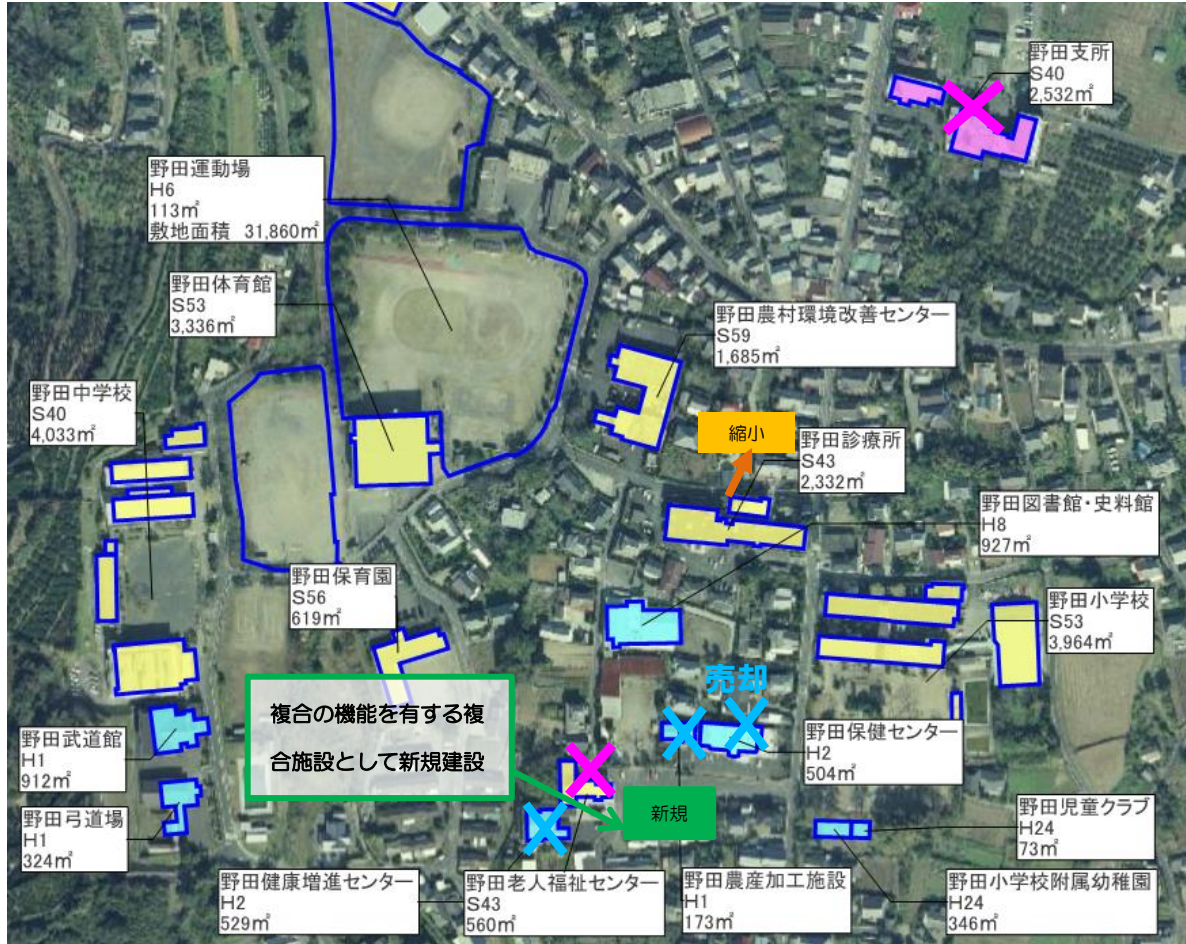 野田支所
S40
2,532㎡
野田運動場
H6
113㎡
敷地面積 31,860㎡
野田体育館
S53
3,336㎡
野田農村環境改善センター
S59
1,685㎡
野田中学校
S40
4,033㎡
縮小
野田診療所
S43
2,332㎡
野田図書館・史料館
H8
927㎡
野田保育園
S56
619㎡
野田小学校
S53
3,964㎡
売却
複合の機能を有する複
合施設として新規建設
野田武道館
H1
912㎡
野田保健センター
H2
504㎡
新規
野田弓道場
H1
324㎡
野田児童クラブ
H24
73㎡
野田健康増進センター
H2
529㎡
野田老人福祉センター
S43
560㎡
野田農産加工施設
H1
173㎡
野田小学校附属幼稚園
H24
346㎡